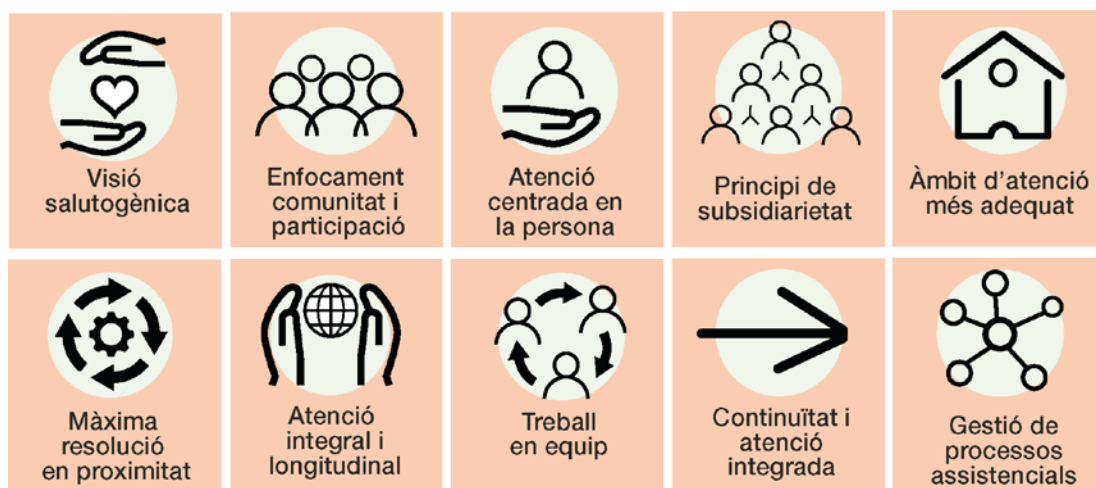 Visió
salutogènica
Enfocament
comunitat i
participació
Atenció
centrada en
la persona
Principi de
subsidiarietat
Àmbit d’atenció
més adequat
Màxima
resolució
en proximitat
Atenció
integral i
longitudinal
Treball
en equip
Continuïtat i
atenció
integrada
Gestió de
processos
assistencials